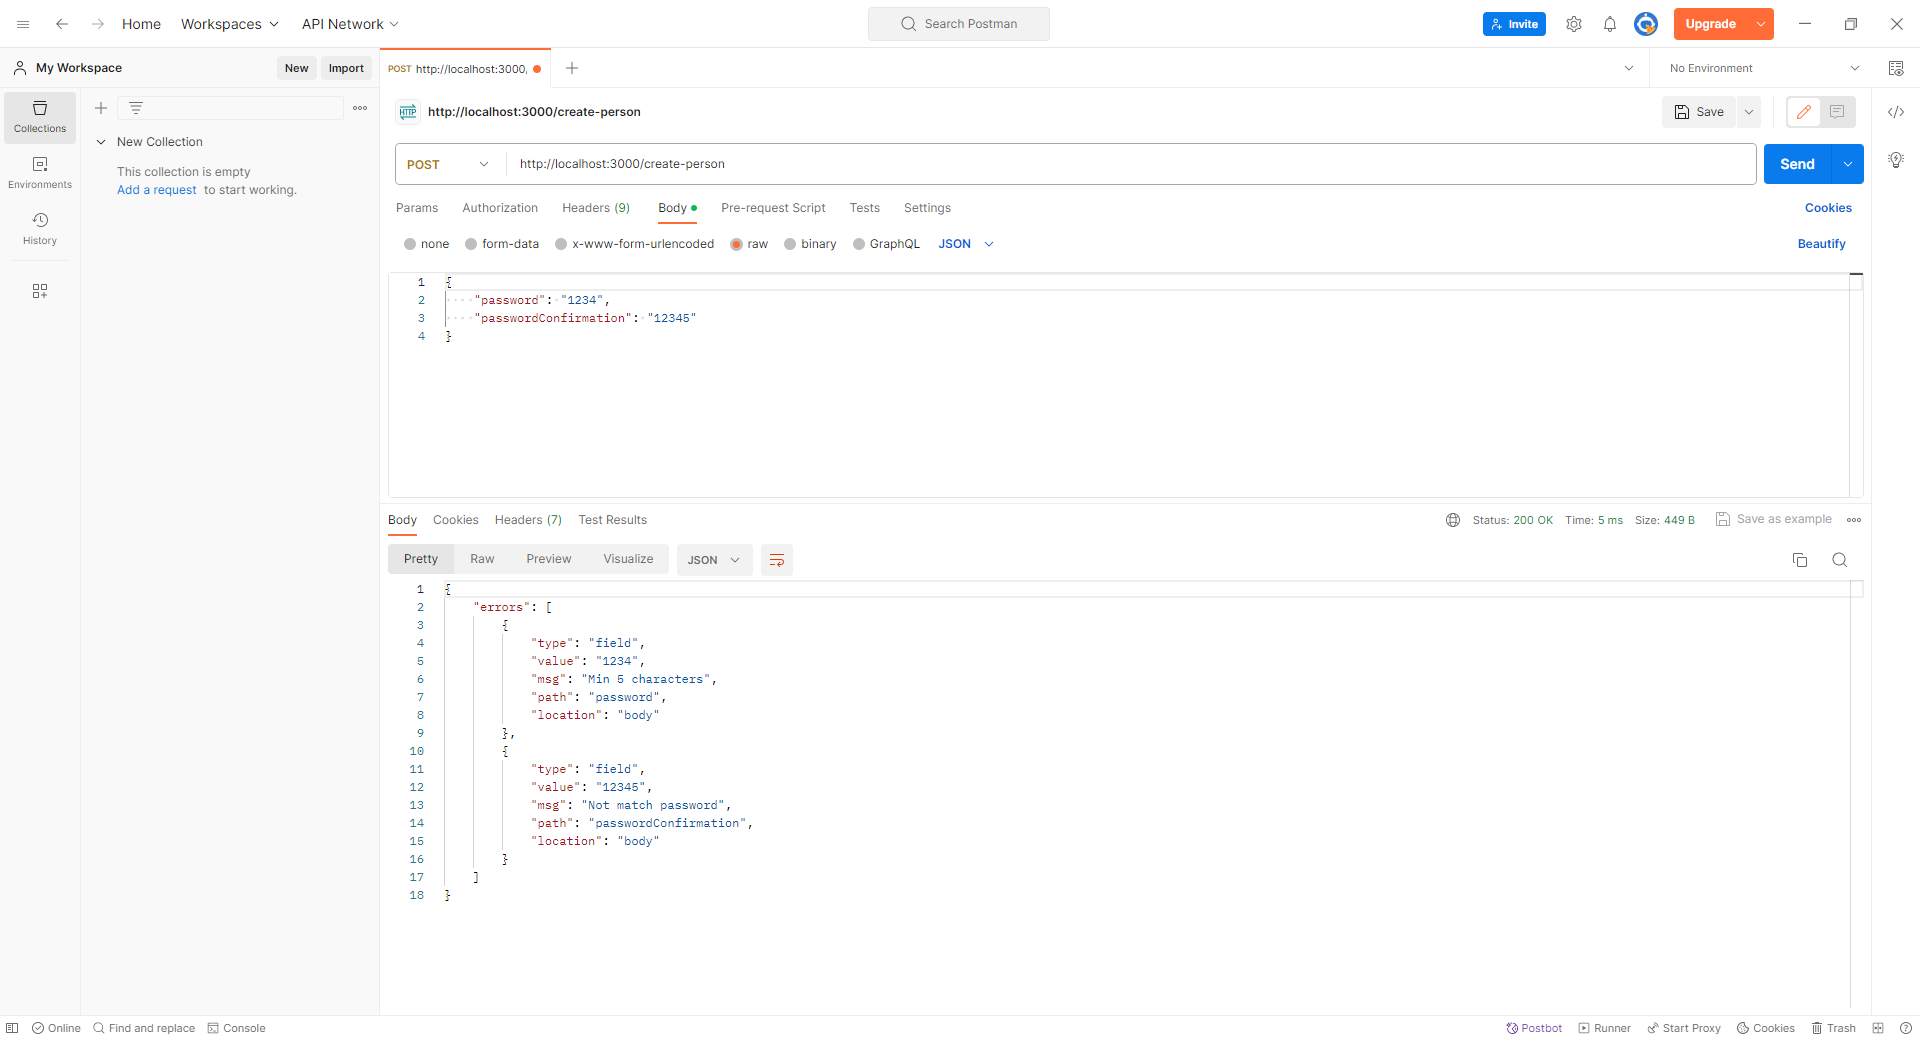 Home Workspaces API Network Search Postman Invite Upgrade
My Workspace New Import POST http://localhost:3000, No Environment
Collections
Environments
History
New Collection
This collection is empty
Add a request to start working.
HTTP http://localhost:3000/create-person Save
POST http://localhost:3000/create-person Send
Params Authorization Headers (9) Body Pre-request Script Tests Settings Cookies
none form-data x-www-form-urlencoded raw binary GraphQL JSON Beautify
1 {
2 "password": "1234",
3 "passwordConfirmation": "12345"
4 }
Body Cookies Headers (7) Test Results Status: 200 OK Time: 5 ms Size: 449 B Save as example
Pretty Raw Preview Visualize JSON
1 {
2 "errors": [
3 {
4 "type": "field",
5 "value": "1234",
6 "msg": "Min 5 characters",
7 "path": "password",
8 "location": "body"
9 },
10 {
11 "type": "field",
12 "value": "12345",
13 "msg": "Not match password",
14 "path": "passwordConfirmation",
15 "location": "body"
16 }
17 ]
18 }
Online Find and replace Console Postbot Runner Start Proxy Cookies Trash